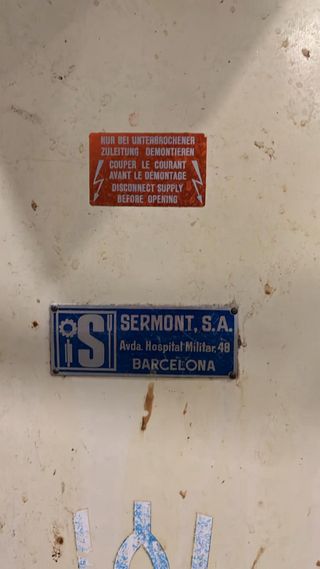 NUR BEI UNTERBROCHENER
ZULEITUNG DEMONTIEREN
COUPER LE COURANT
AVANT LE DÉMONTAGE
DISCONNECT SUPPLY
BEFORE OPENING
S
SERMONT, S.A.
Avda. Hospital Militar, 48
BARCELONA